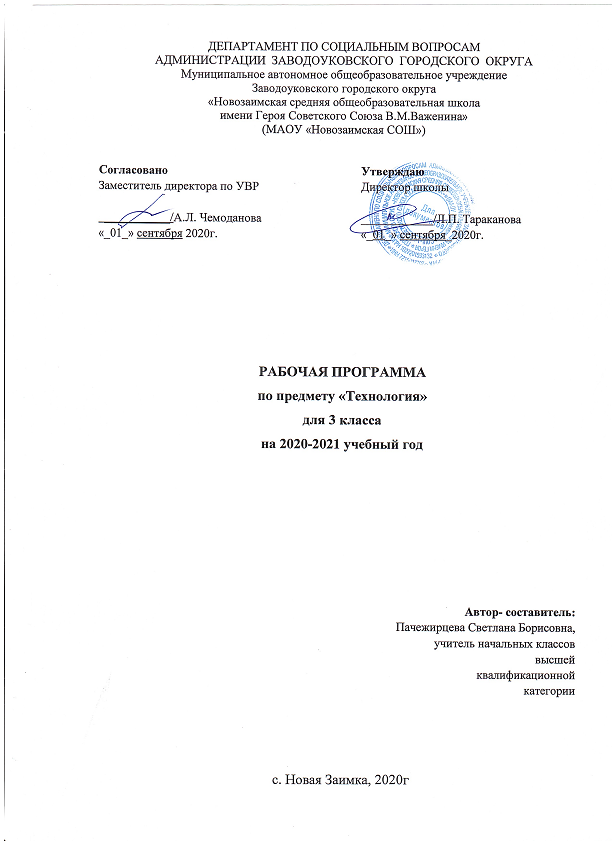 ДЕПАРТАМЕНТ ПО СОЦИАЛЬНЫМ ВОПРОСАМ
АДМИНИСТРАЦИИ ЗАВОДОУКОВСКОГО ГОРОДСКОГО ОКРУГА
Муниципальное автономное общеобразовательное учреждение
Заводоуковского городского округа
«Новозаимская средняя общеобразовательная школа
имени Героя Советского Союза В.М.Важенина»
(МАОУ «Новозаимская СОШ»)
Согласовано
Заместитель директора по УВР
/А.Л. Чемоданова
«_01_» сентября 2020г.
Утверждаю
Директор школы
/Л.П. Тараканова
«_01_» сентября 2020г.
Для документов
РАБОЧАЯ ПРОГРАММА
по предмету «Технология»
для 3 класса
на 2020-2021 учебный год
Автор- составитель:
Пачежирцева Светлана Борисовна,
учитель начальных классов
высшей
квалификационной
категории
с. Новая Заимка, 2020г